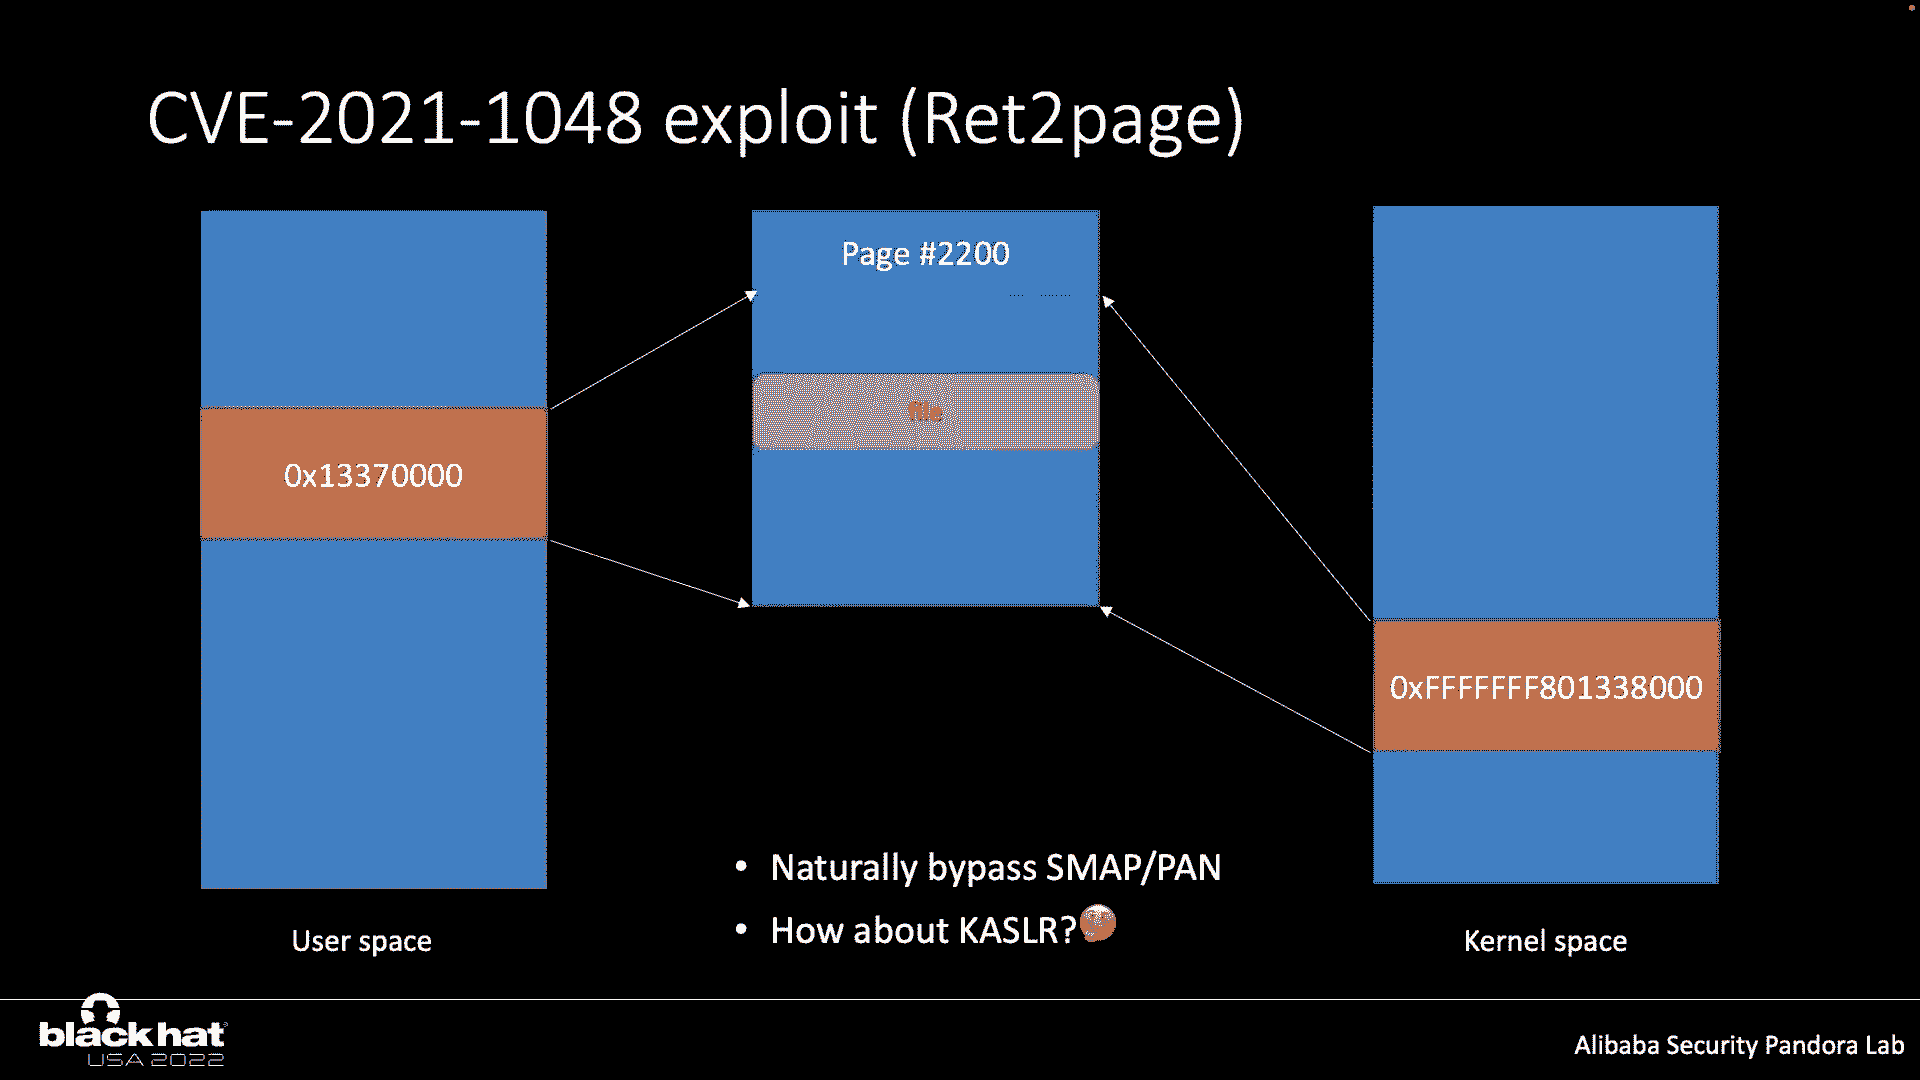 CVE-2021-1048 exploit (Ret2page)
Page #2200
file
0x13370000
0xFFFFFFF801338000
• Naturally bypass SMAP/PAN
• How about KASLR?
User space
Kernel space
black hat
USA 2022
Alibaba Security Pandora Lab